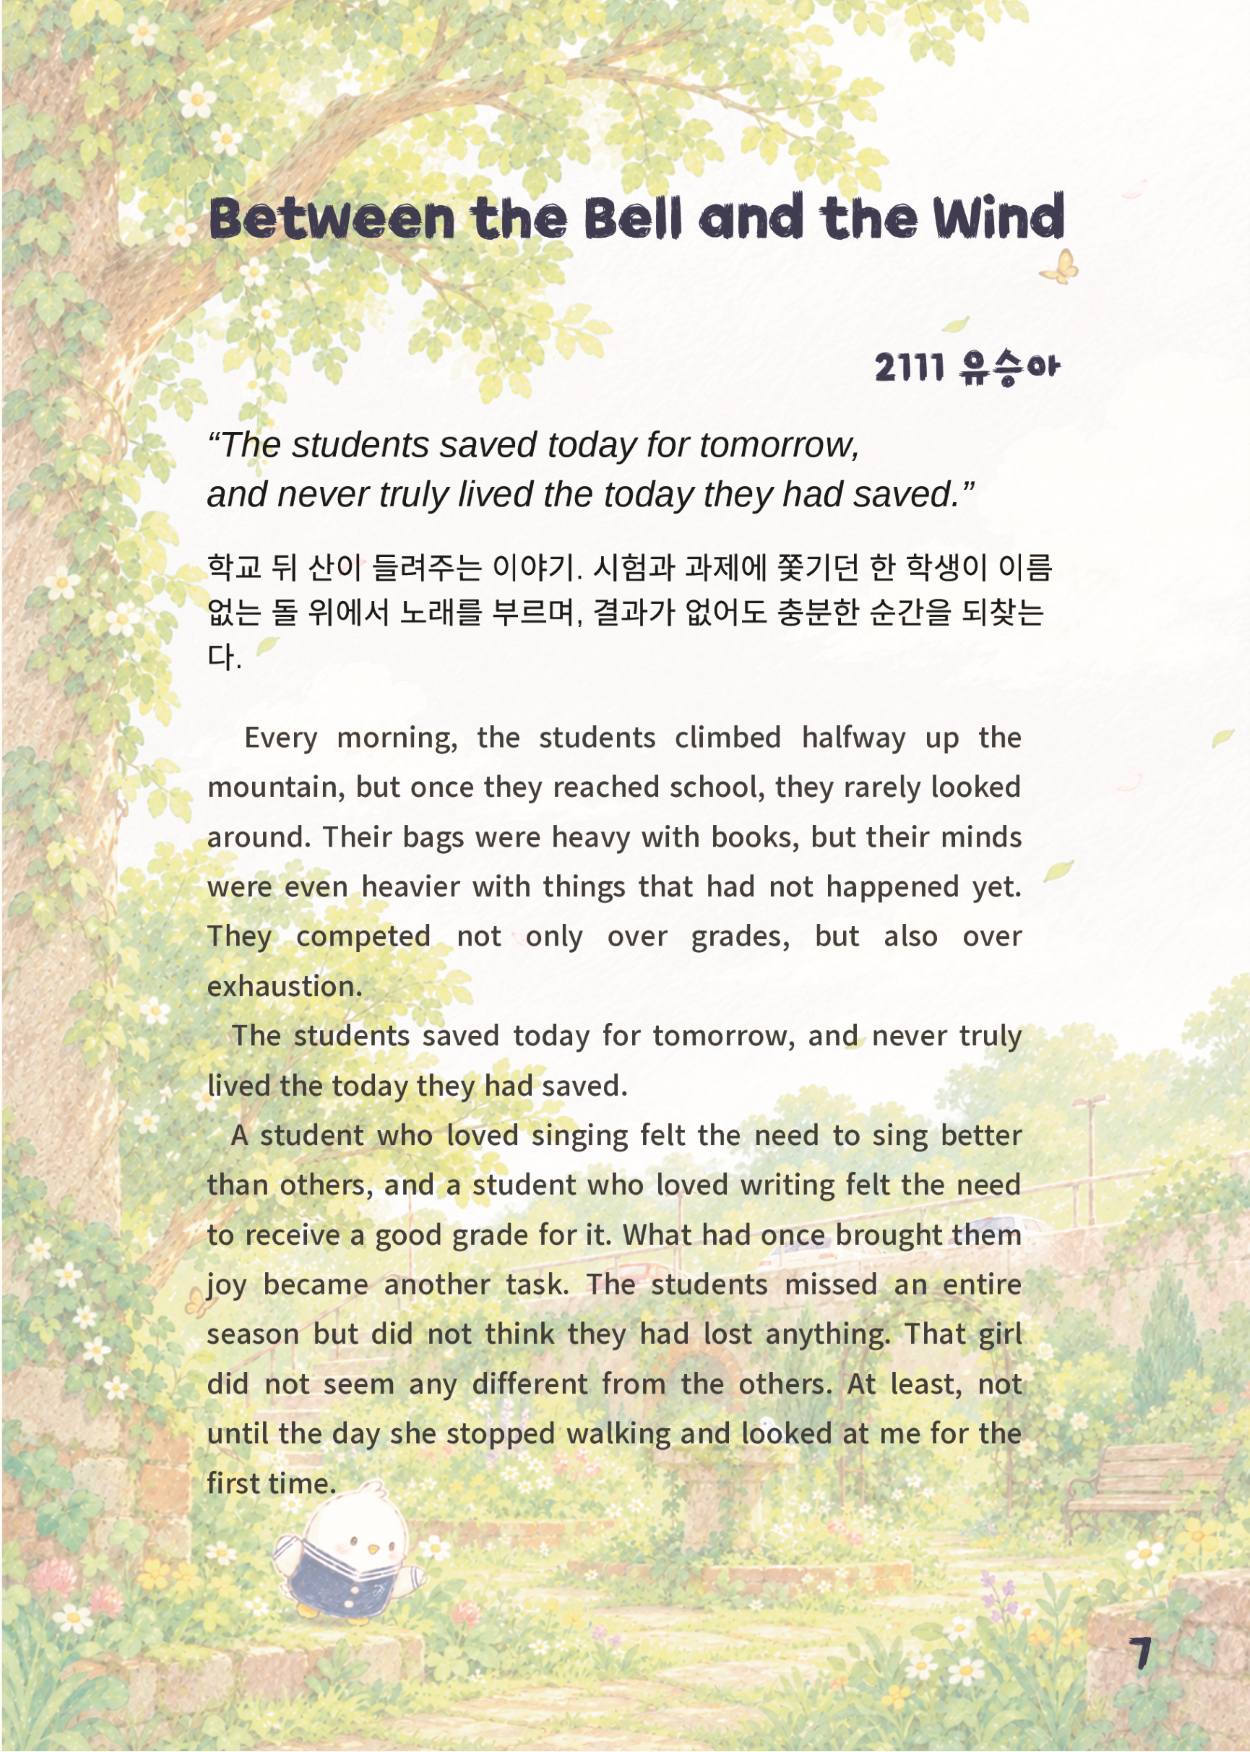 Between the Bell and the Wind
2111 유승아
“The students saved today for tomorrow,
and never truly lived the today they had saved.”
학교 뒤 산이 들려주는 이야기. 시험과 과제에 쫓기던 한 학생이 이름
없는 돌 위에서 노래를 부르며, 결과가 없어도 충분한 순간을 되찾는
다.
Every morning, the students climbed halfway up the
mountain, but once they reached school, they rarely looked
around. Their bags were heavy with books, but their minds
were even heavier with things that had not happened yet.
They competed not only over grades, but also over
exhaustion.
The students saved today for tomorrow, and never truly
lived the today they had saved.
A student who loved singing felt the need to sing better
than others, and a student who loved writing felt the need
to receive a good grade for it. What had once brought them
joy became another task. The students missed an entire
season but did not think they had lost anything. That girl
did not seem any different from the others. At least, not
until the day she stopped walking and looked at me for the
first time.
7